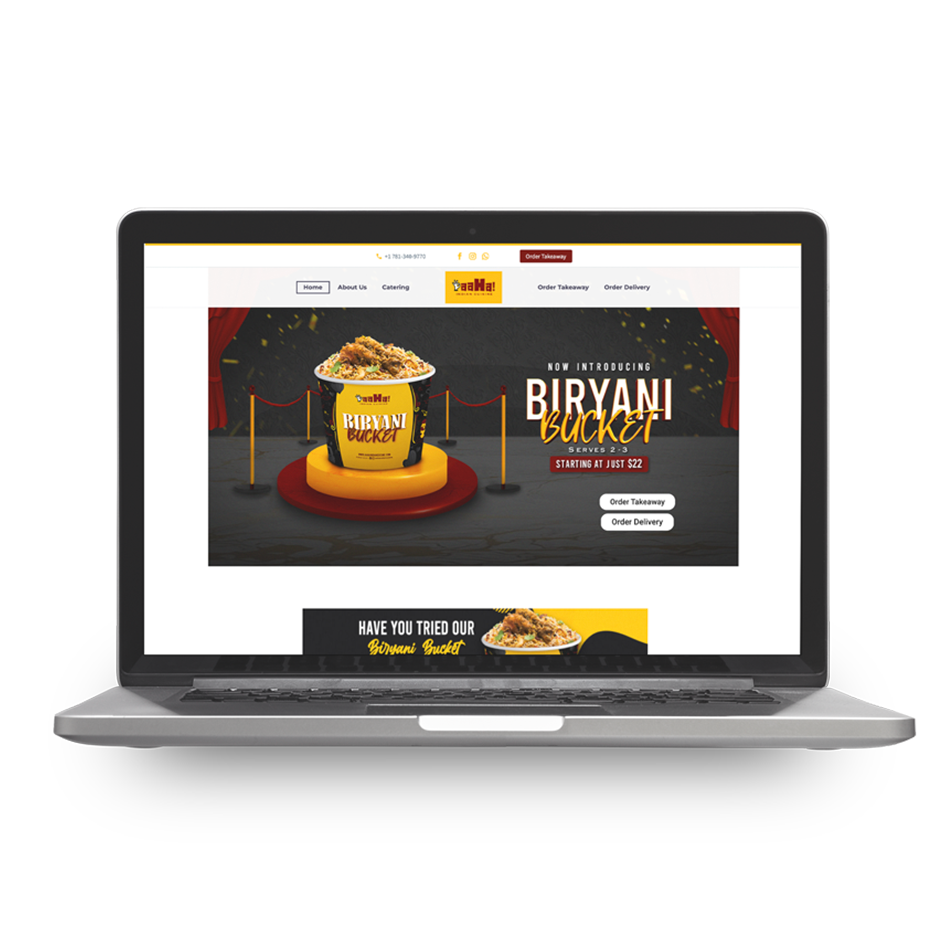 +1 781-348-9770
Order Takeaway
Home
About Us
Catering
aaHa!
INDIAN CUISINE
Order Takeaway
Order Delivery
NOW INTRODUCING
BIRYANI
BUCKET
SERVES 2-3
STARTING AT JUST $22
Order Takeaway
Order Delivery
aaHa!
BIRYANI
BUCKET
HAVE YOU TRIED OUR
Biryani Bucket